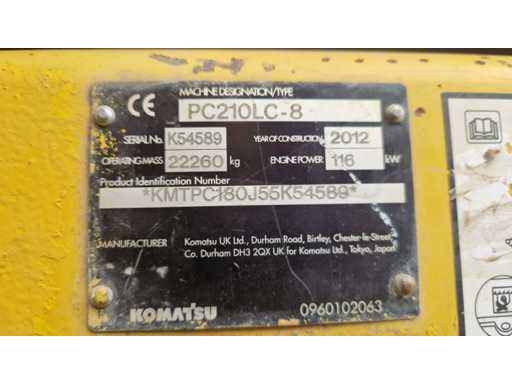 CE
MACHINE DESIGNATION/TYPE
PC210LC-8
SERIAL No. K54589 YEAR OF CONSTRUCTION 2012
OPERATING MASS 22260 kg ENGINE POWER 116 kW
Product Identification Number
*KMTPC180J55K54589*
MANUFACTURER Komatsu UK Ltd., Durham Road, Birtley, Chester-le-Street,
Co. Durham DH3 2QX UK for Komatsu Ltd., Tokyo, Japan
KOMATSU 0960102063